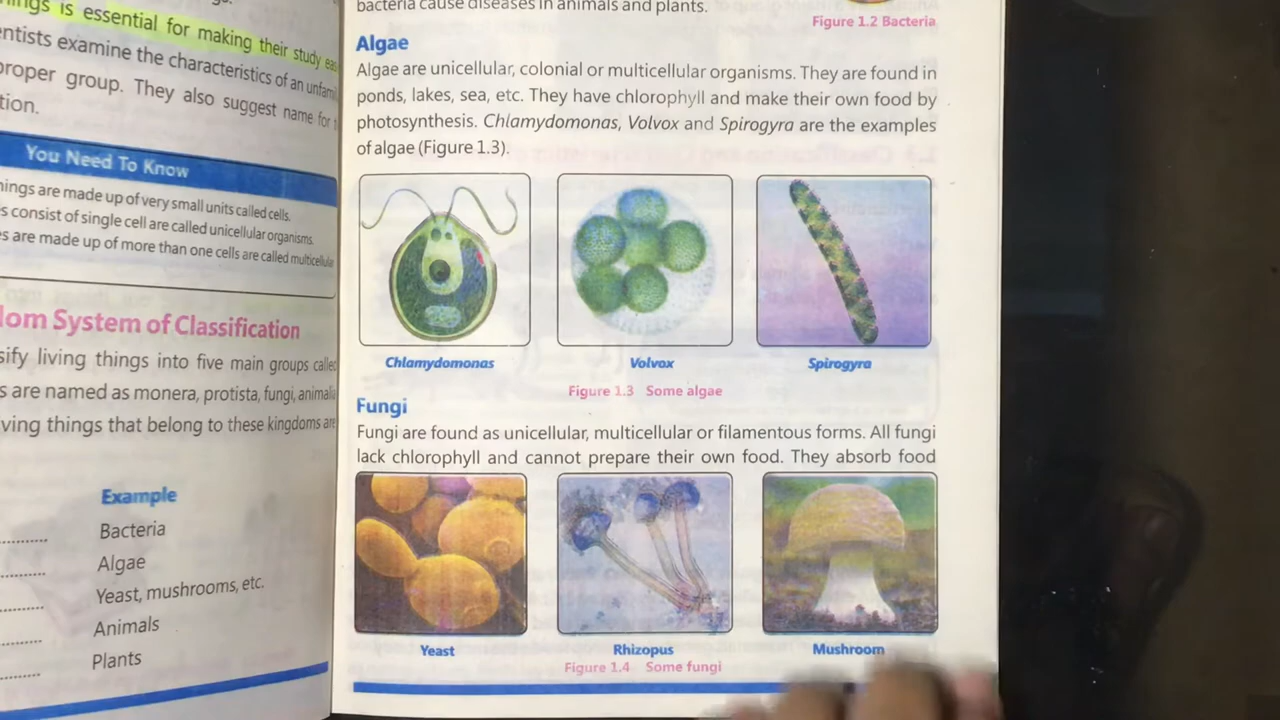 ings is essential for making their study eas
entists examine the characteristics of an unfami
proper group. They also suggest name for
tion.
You Need To Know
ings are made up of very small units called cells.
s consist of single cell are called unicellular organisms.
s are made up of more than one cells are called multicellular
dom System of Classification
sify living things into five main groups called
s are named as monera, protista, fungi, animalia
ving things that belong to these kingdoms are
Example
Bacteria
Algae
Yeast, mushrooms, etc.
Animals
Plants
bacteria cause diseases in animals and plants.
Figure 1.2 Bacteria
Algae
Algae are unicellular, colonial or multicellular organisms. They are found in
ponds, lakes, sea, etc. They have chlorophyll and make their own food by
photosynthesis. Chlamydomonas, Volvox and Spirogyra are the examples
of algae (Figure 1.3).
Chlamydomonas Volvox Spirogyra
Figure 1.3 Some algae
Fungi
Fungi are found as unicellular, multicellular or filamentous forms. All fungi
lack chlorophyll and cannot prepare their own food. They absorb food
Yeast Rhizopus Mushroom
Figure 1.4 Some fungi